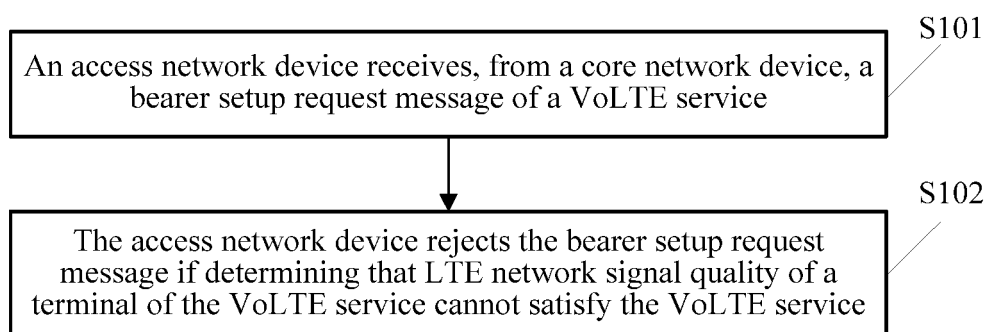 S101
An access network device receives, from a core network device, a
bearer setup request message of a VoLTE service
S102
The access network device rejects the bearer setup request
message if determining that LTE network signal quality of a
terminal of the VoLTE service cannot satisfy the VoLTE service